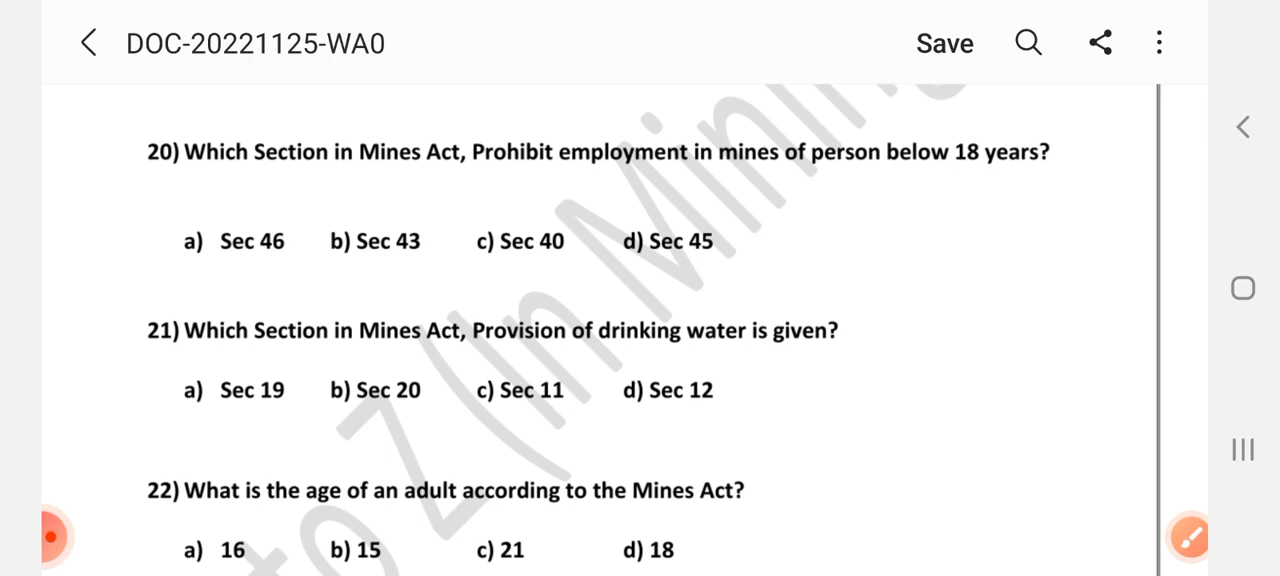 DOC-20221125-WA0 Save
20) Which Section in Mines Act, Prohibit employment in mines of person below 18 years?
a) Sec 46 b) Sec 43 c) Sec 40 d) Sec 45
21) Which Section in Mines Act, Provision of drinking water is given?
a) Sec 19 b) Sec 20 c) Sec 11 d) Sec 12
22) What is the age of an adult according to the Mines Act?
a) 16 b) 15 c) 21 d) 18
to Z (In Mining